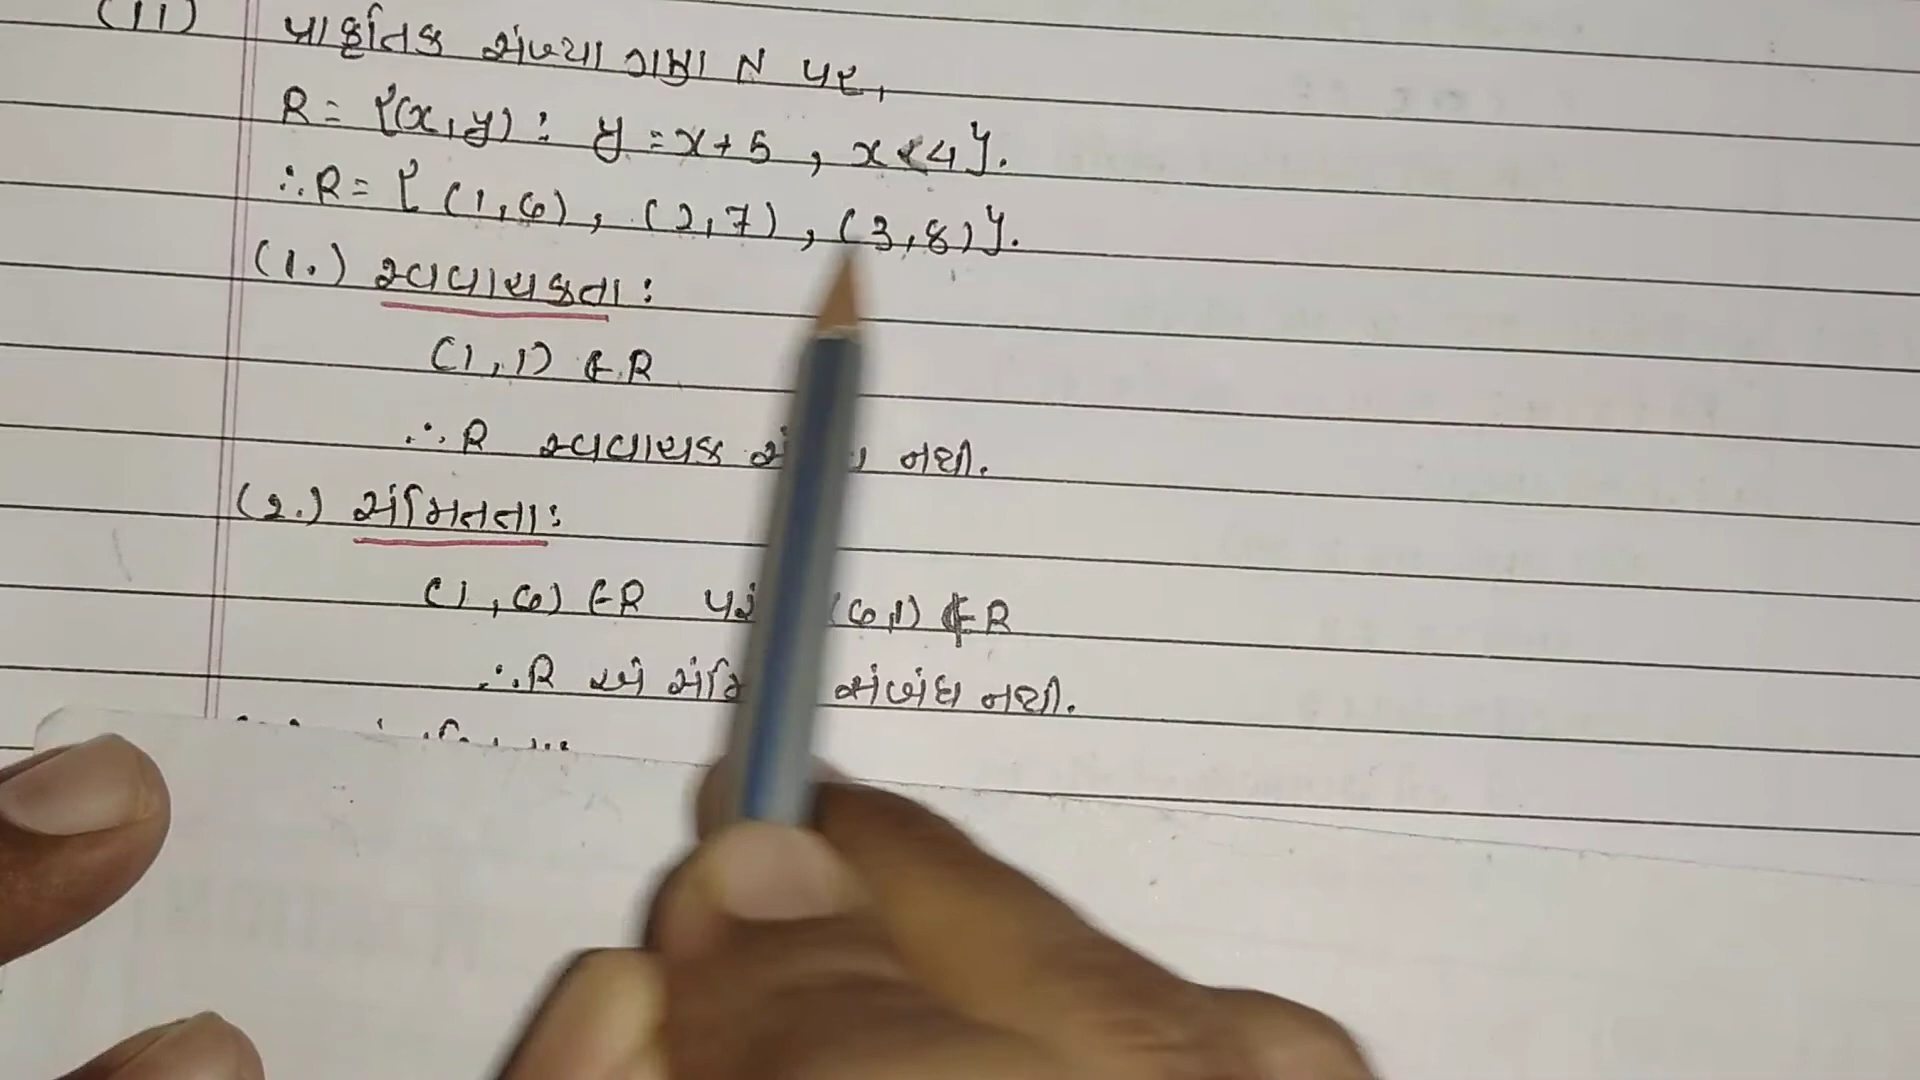 (ii) પ્રાકૃતિક સંખ્યા ગણ N પર,
R = {(x,y) : y = x + 5 , x < 4}.
∴ R = { (1,6) , (2,7) , (3,8) }.
(1.) સ્વવાચકતા :
(1,1) ∉ R
∴ R સ્વવાચક નથી.
(2.) સંમિતતા :
(1,6) ∈ R (6,1) ∉ R
∴ R એ સંબંધ નથી.